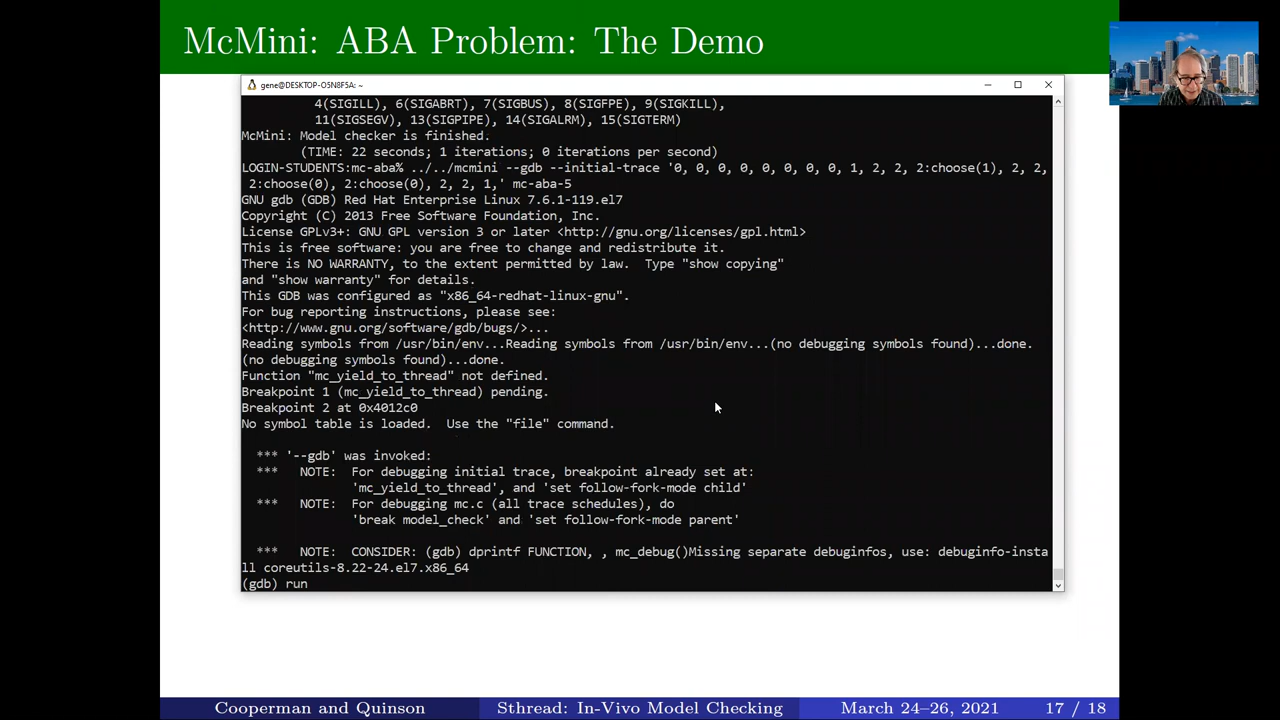 McMini: ABA Problem: The Demo
gene@DESKTOP-O5N8F5A: ~
4(SIGILL), 6(SIGABRT), 7(SIGBUS), 8(SIGFPE), 9(SIGKILL),
11(SIGSEGV), 13(SIGPIPE), 14(SIGALRM), 15(SIGTERM)
McMini: Model checker is finished.
(TIME: 22 seconds; 1 iterations; 0 iterations per second)
LOGIN-STUDENTS:mc-aba% ../../mcmini --gdb --initial-trace '0, 0, 0, 0, 0, 0, 0, 0, 1, 2, 2, 2:choose(1), 2, 2,
2:choose(0), 2:choose(0), 2, 2, 1,' mc-aba-5
GNU gdb (GDB) Red Hat Enterprise Linux 7.6.1-119.el7
Copyright (C) 2013 Free Software Foundation, Inc.
License GPLv3+: GNU GPL version 3 or later <http://gnu.org/licenses/gpl.html>
This is free software: you are free to change and redistribute it.
There is NO WARRANTY, to the extent permitted by law.  Type "show copying"
and "show warranty" for details.
This GDB was configured as "x86_64-redhat-linux-gnu".
For bug reporting instructions, please see:
<http://www.gnu.org/software/gdb/bugs/>...
Reading symbols from /usr/bin/env...Reading symbols from /usr/bin/env...(no debugging symbols found)...done.
(no debugging symbols found)...done.
Function "mc_yield_to_thread" not defined.
Breakpoint 1 (mc_yield_to_thread) pending.
Breakpoint 2 at 0x4012c0
No symbol table is loaded.  Use the "file" command.
*** '--gdb' was invoked:
***   NOTE:  For debugging initial trace, breakpoint already set at:
'mc_yield_to_thread', and 'set follow-fork-mode child'
***   NOTE:  For debugging mc.c (all trace schedules), do
'break model_check' and 'set follow-fork-mode parent'
***   NOTE:  CONSIDER: (gdb) dprintf FUNCTION, , mc_debug()Missing separate debuginfos, use: debuginfo-insta
ll coreutils-8.22-24.el7.x86_64
(gdb) run
Cooperman and Quinson
Sthread: In-Vivo Model Checking
March 24–26, 2021
17 / 18